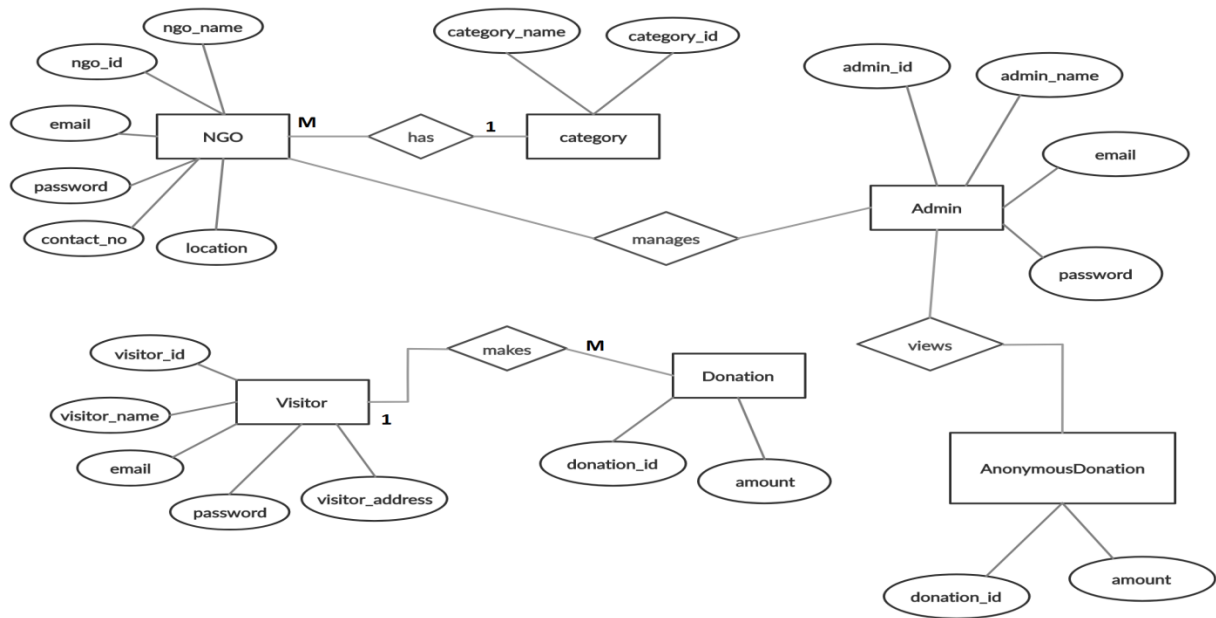 ngo_name
category_name
category_id
ngo_id
admin_id
admin_name
email
NGO
M
has
1
category
email
password
Admin
contact_no
location
manages
password
visitor_id
makes
M
views
Donation
visitor_name
Visitor
1
email
donation_id
AnonymousDonation
amount
password
visitor_address
donation_id
amount